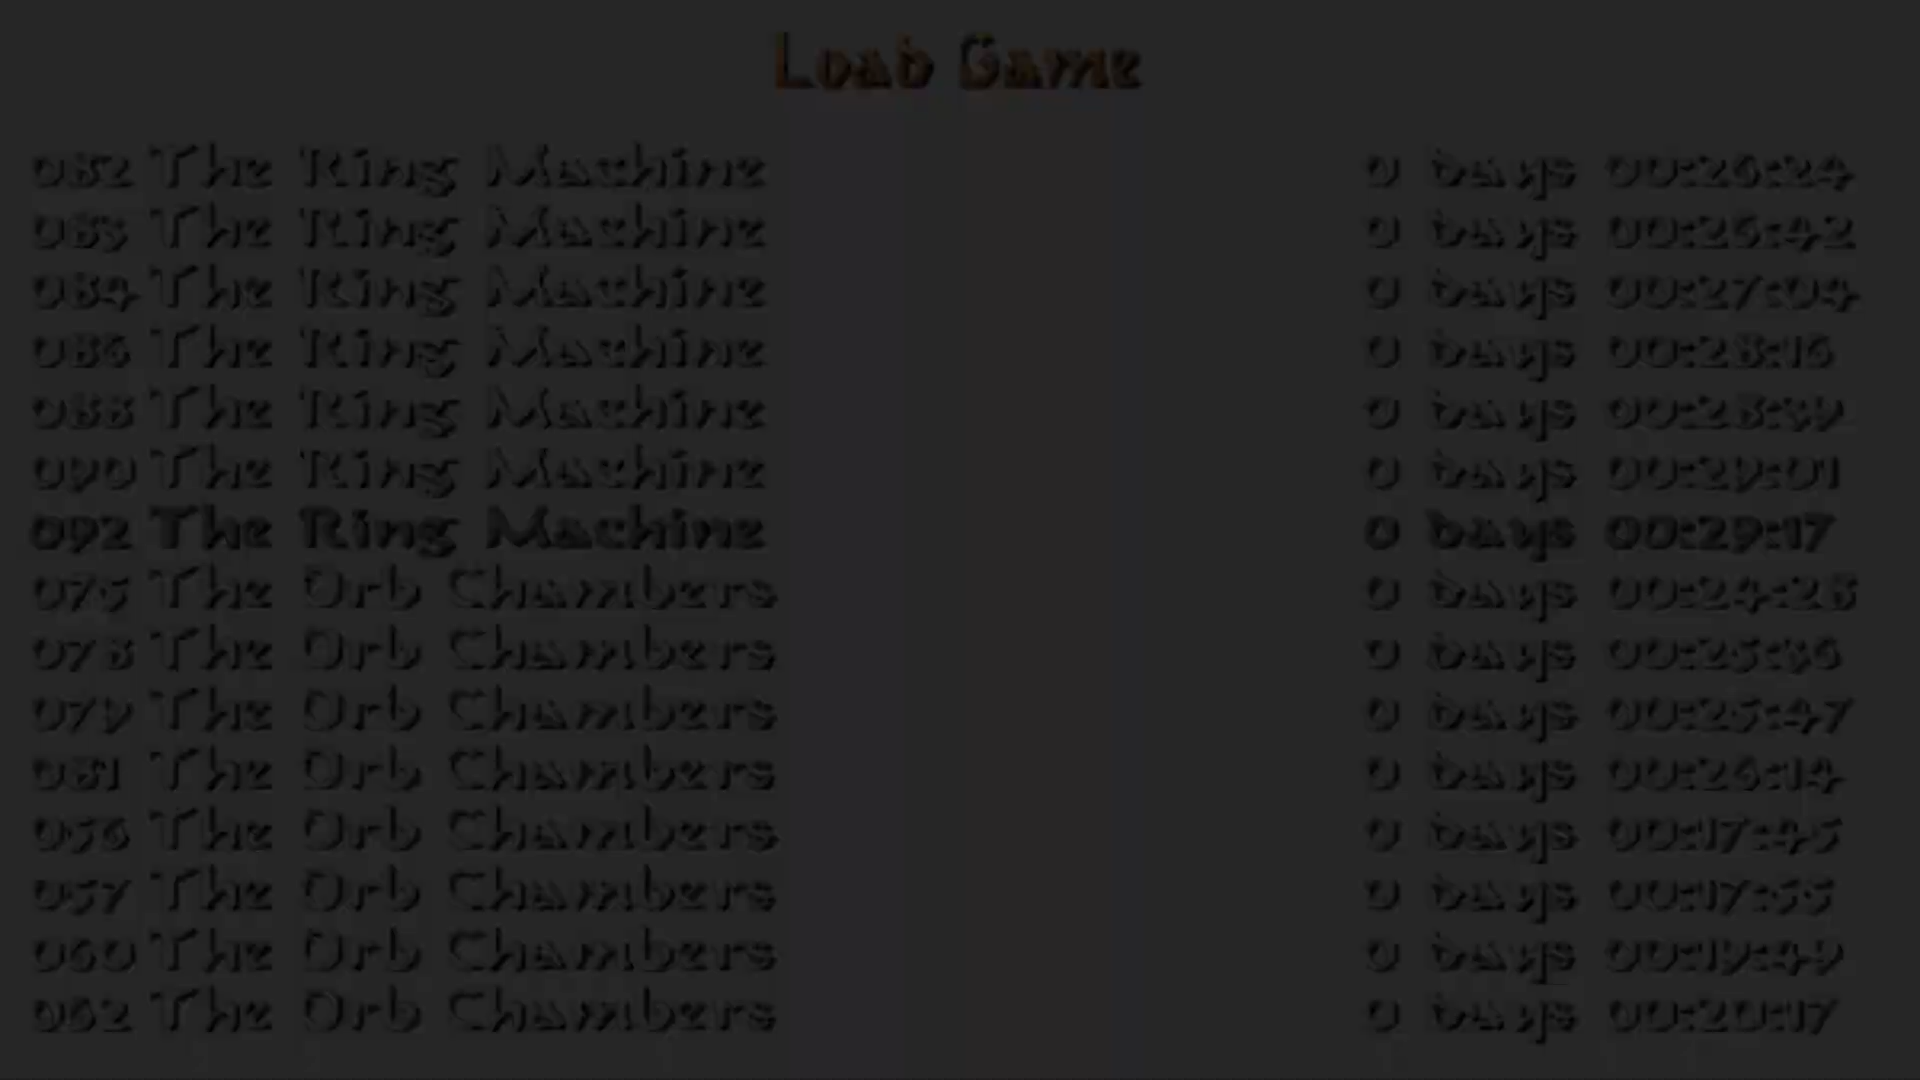 Load Game
082 The Ring Machine 0 days 00:26:24
083 The Ring Machine 0 days 00:26:42
084 The Ring Machine 0 days 00:27:04
086 The Ring Machine 0 days 00:28:16
088 The Ring Machine 0 days 00:28:39
090 The Ring Machine 0 days 00:29:01
092 The Ring Machine 0 days 00:29:17
075 The Orb Chambers 0 days 00:24:28
078 The Orb Chambers 0 days 00:25:36
079 The Orb Chambers 0 days 00:25:47
081 The Orb Chambers 0 days 00:26:14
056 The Orb Chambers 0 days 00:17:45
057 The Orb Chambers 0 days 00:17:55
060 The Orb Chambers 0 days 00:19:49
062 The Orb Chambers 0 days 00:20:17